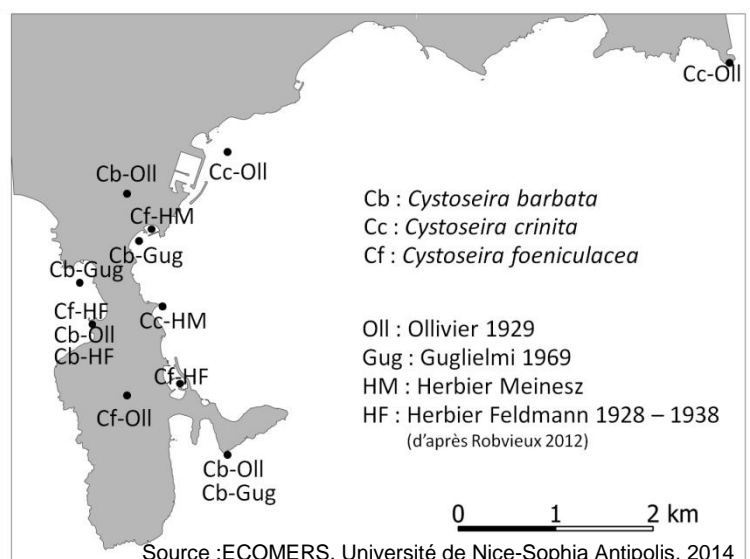 Cc-Oll
Cc-Oll
Cb-Oll
Cf-HM
Cb-Gug
Cb-Gug
Cf-HF
Cb-Oll
Cb-HF
Cc-HM
Cf-HF
Cf-Oll
Cb-Oll
Cb-Gug
Cb : Cystoseira barbata
Cc : Cystoseira crinita
Cf : Cystoseira foeniculacea
Oll : Ollivier 1929
Gug : Guglielmi 1969
HM : Herbier Meinesz
HF : Herbier Feldmann 1928 – 1938
(d'après Robvieux 2012)
0 1 2 km
Source :ECOMERS, Université de Nice-Sophia Antipolis, 2014